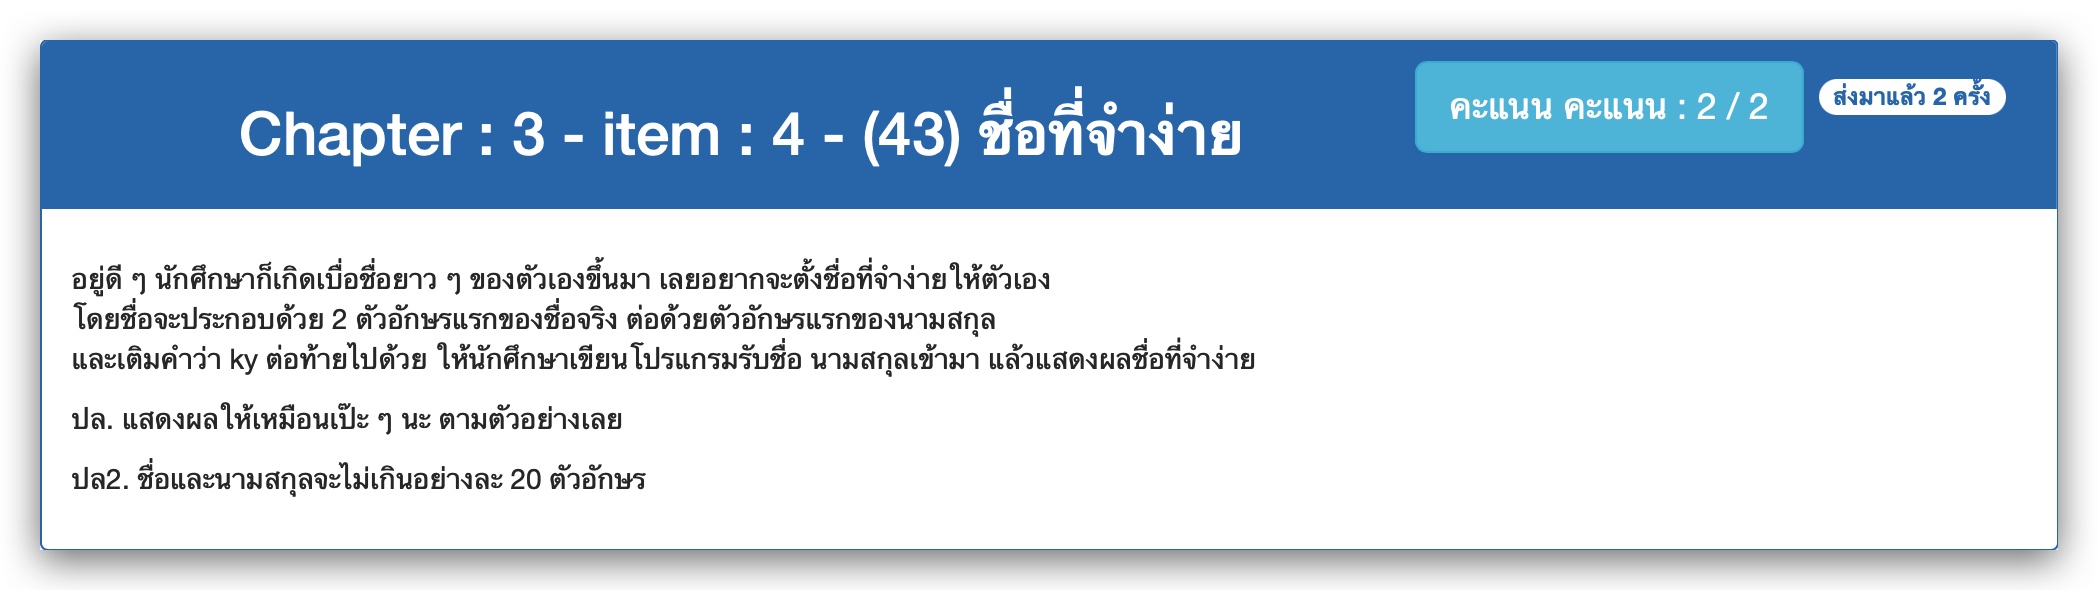 Chapter : 3 - item : 4 - (43) ชื่อที่จำง่าย
คะแนน คะแนน : 2 / 2
ส่งมาแล้ว 2 ครั้ง
อยู่ดี ๆ นักศึกษาก็เกิดเบื่อชื่อยาว ๆ ของตัวเองขึ้นมา เลยอยากจะตั้งชื่อที่จำง่ายให้ตัวเอง
โดยชื่อจะประกอบด้วย 2 ตัวอักษรแรกของชื่อจริง ต่อด้วยตัวอักษรแรกของนามสกุล
และเติมคำว่า ky ต่อท้ายไปด้วย ให้นักศึกษาเขียนโปรแกรมรับชื่อ นามสกุลเข้ามา แล้วแสดงผลชื่อที่จำง่าย
ปล. แสดงผลให้เหมือนเป๊ะ ๆ นะ ตามตัวอย่างเลย
ปล2. ชื่อและนามสกุลจะไม่เกินอย่างละ 20 ตัวอักษร